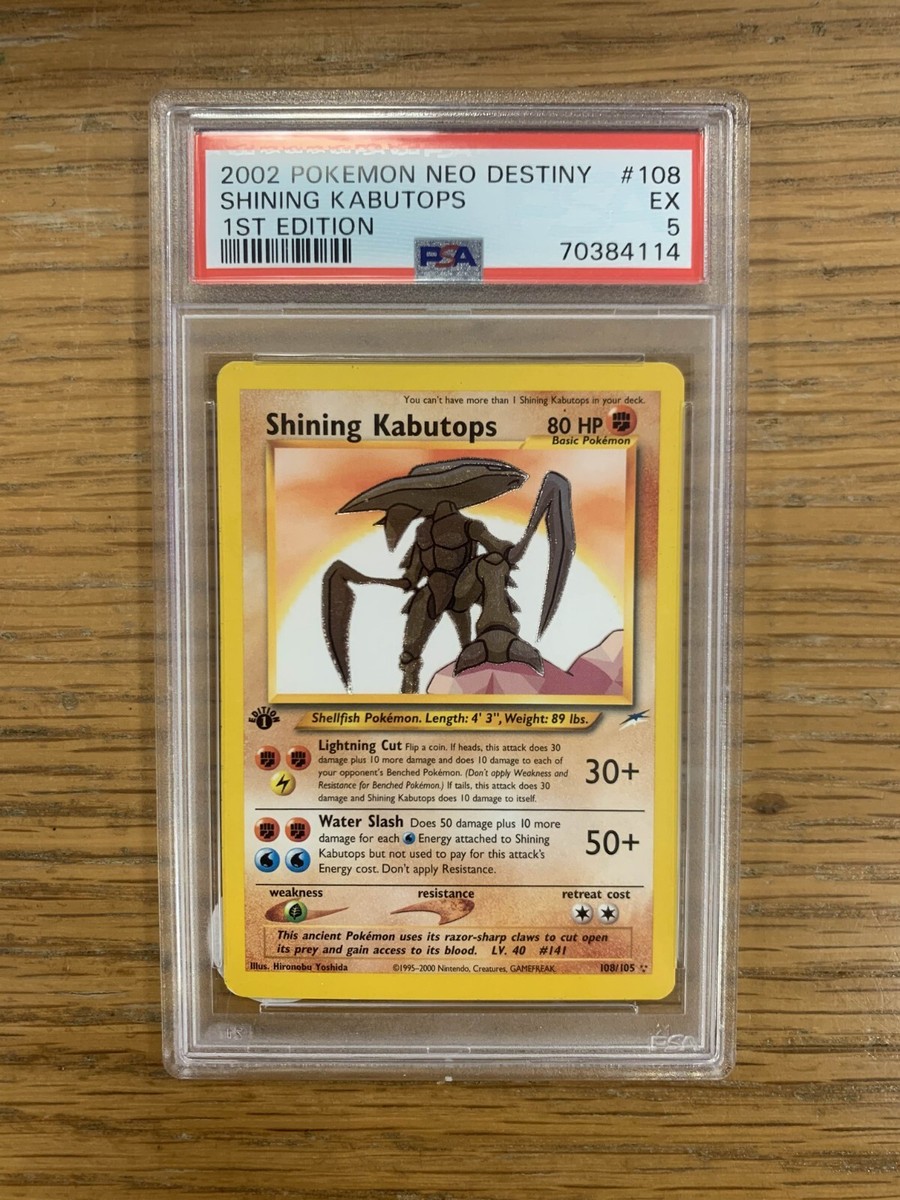 2002 POKEMON NEO DESTINY #108
SHINING KABUTOPS EX
1ST EDITION 5
PSA 70384114
You can't have more than 1 Shining Kabutops in your deck.
Shining Kabutops 80 HP
Basic Pokémon
EDITION
1
Shellfish Pokémon. Length: 4' 3", Weight: 89 lbs.
Lightning Cut Flip a coin. If heads, this attack does 30
damage plus 10 more damage and does 10 damage to each of
your opponent's Benched Pokémon. (Don't apply Weakness and
Resistance for Benched Pokémon.) If tails, this attack does 30
damage and Shining Kabutops does 10 damage to itself.
30+
Water Slash Does 50 damage plus 10 more
damage for each Energy attached to Shining
Kabutops but not used to pay for this attack's
Energy cost. Don't apply Resistance.
50+
weakness resistance retreat cost
This ancient Pokémon uses its razor-sharp claws to cut open
its prey and gain access to its blood. LV. 40 #141
Illus. Hironobu Yoshida ©1995–2000 Nintendo, Creatures, GAMEFREAK. 108/105
PSA